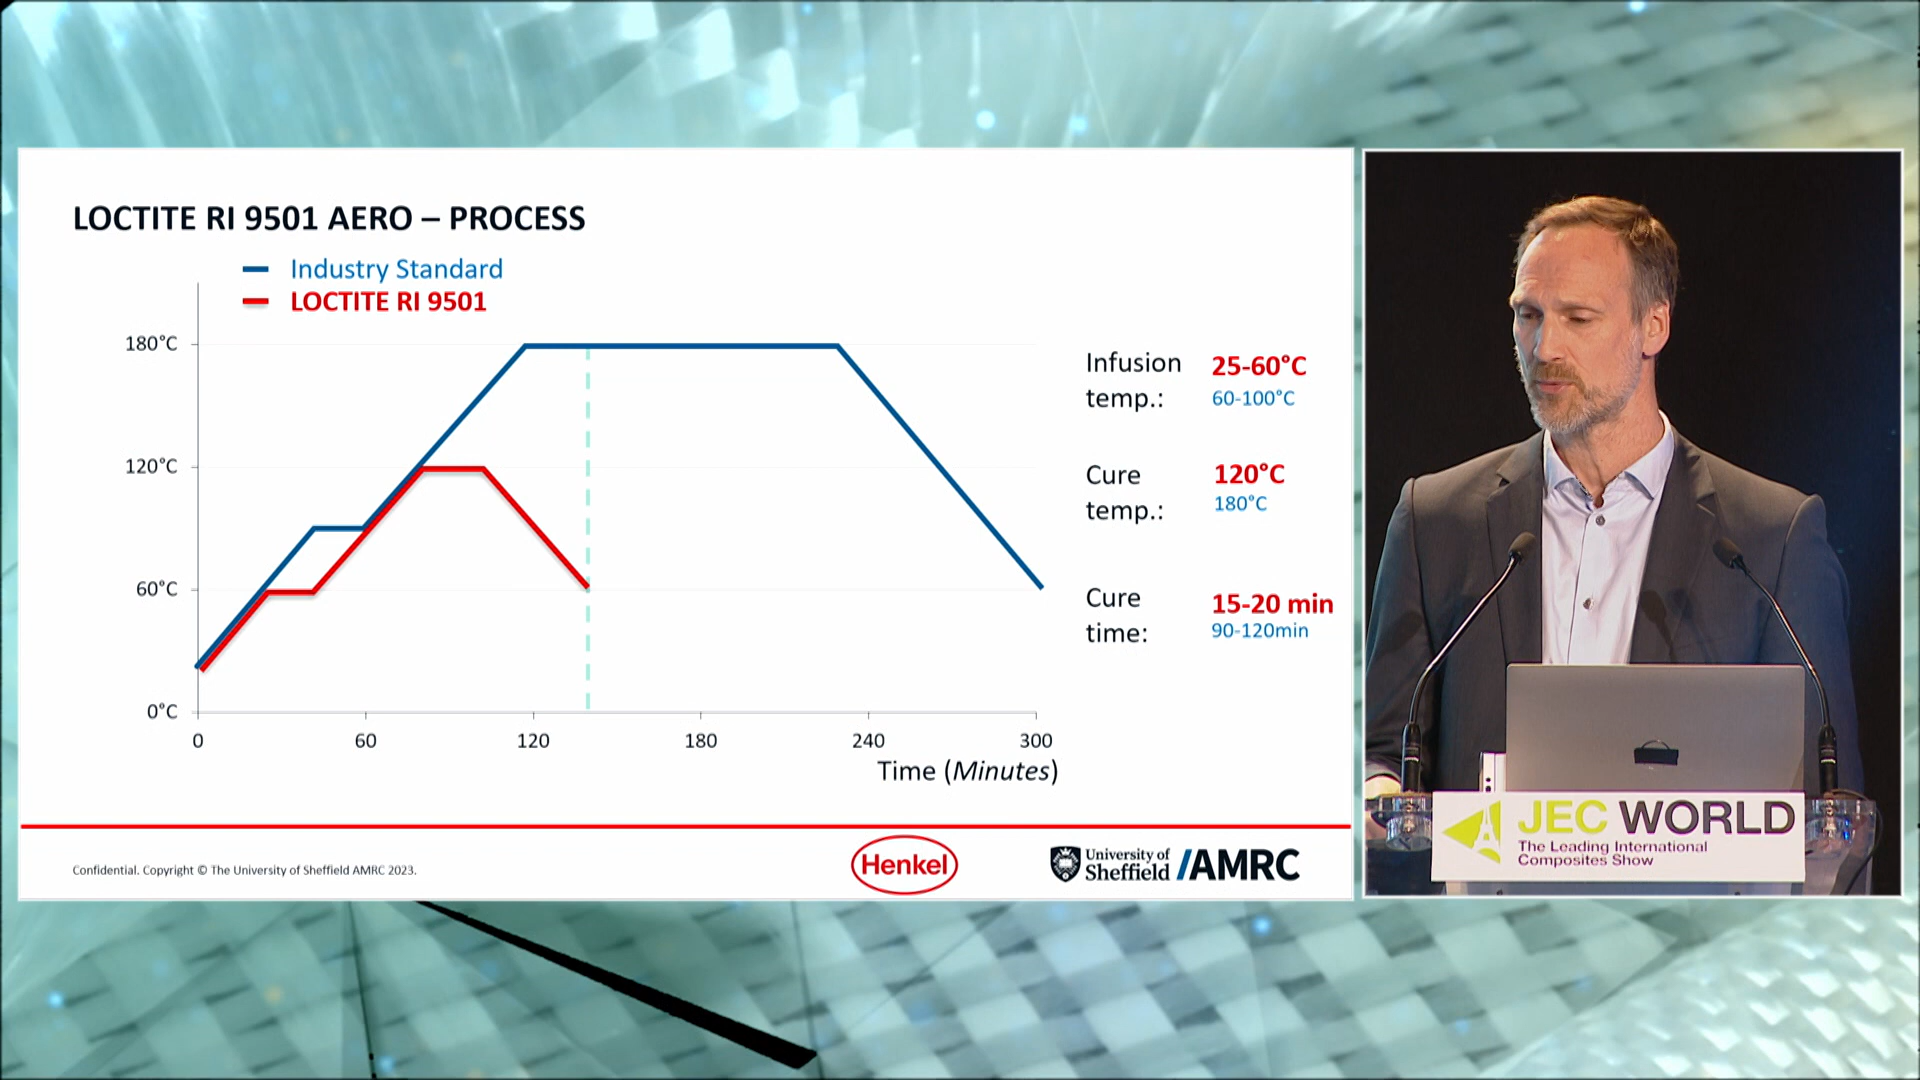 LOCTITE RI 9501 AERO – PROCESS
Industry Standard
LOCTITE RI 9501
180°C
120°C
60°C
0°C
0
60
120
180
240
300
Time (Minutes)
Infusion
temp.:
25-60°C
60-100°C
Cure
temp.:
120°C
180°C
Cure
time:
15-20 min
90-120min
Confidential. Copyright © The University of Sheffield AMRC 2023.
Henkel
University of
Sheffield
/AMRC
JEC WORLD
The Leading International
Composites Show